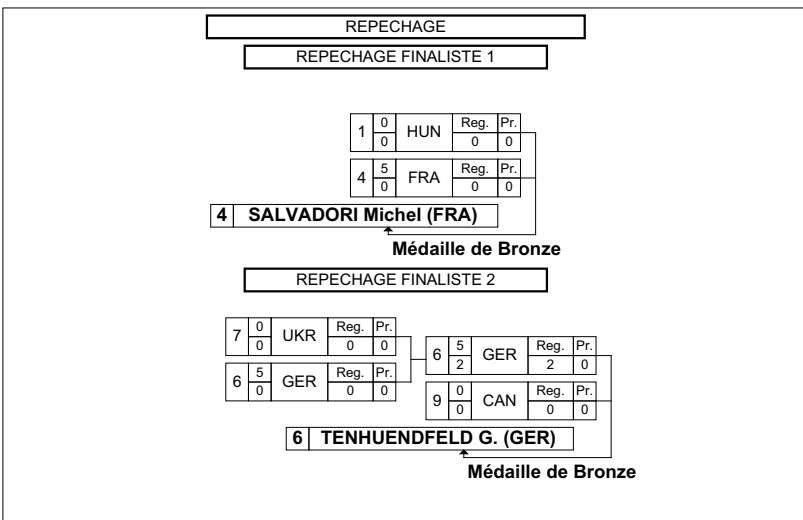 REPECHAGE
REPECHAGE FINALISTE 1
1 0 HUN Reg. Pr.
0 0 0
4 5 FRA Reg. Pr.
0 0 0
4 SALVADORI Michel (FRA)
Médaille de Bronze
REPECHAGE FINALISTE 2
7 0 UKR Reg. Pr.
0 0 0
6 5 GER Reg. Pr.
2 2 0
6 5 GER Reg. Pr.
0 0 0
9 0 CAN Reg. Pr.
0 0 0
6 TENHUENDFELD G. (GER)
Médaille de Bronze